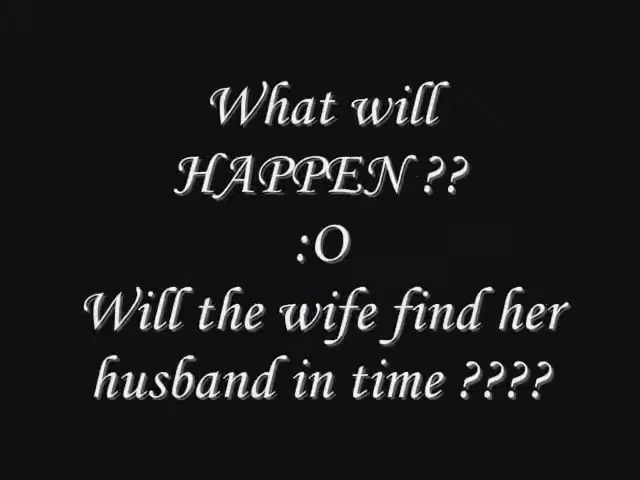 What will
HAPPEN ??
:O
Will the wife find her
husband in time ????